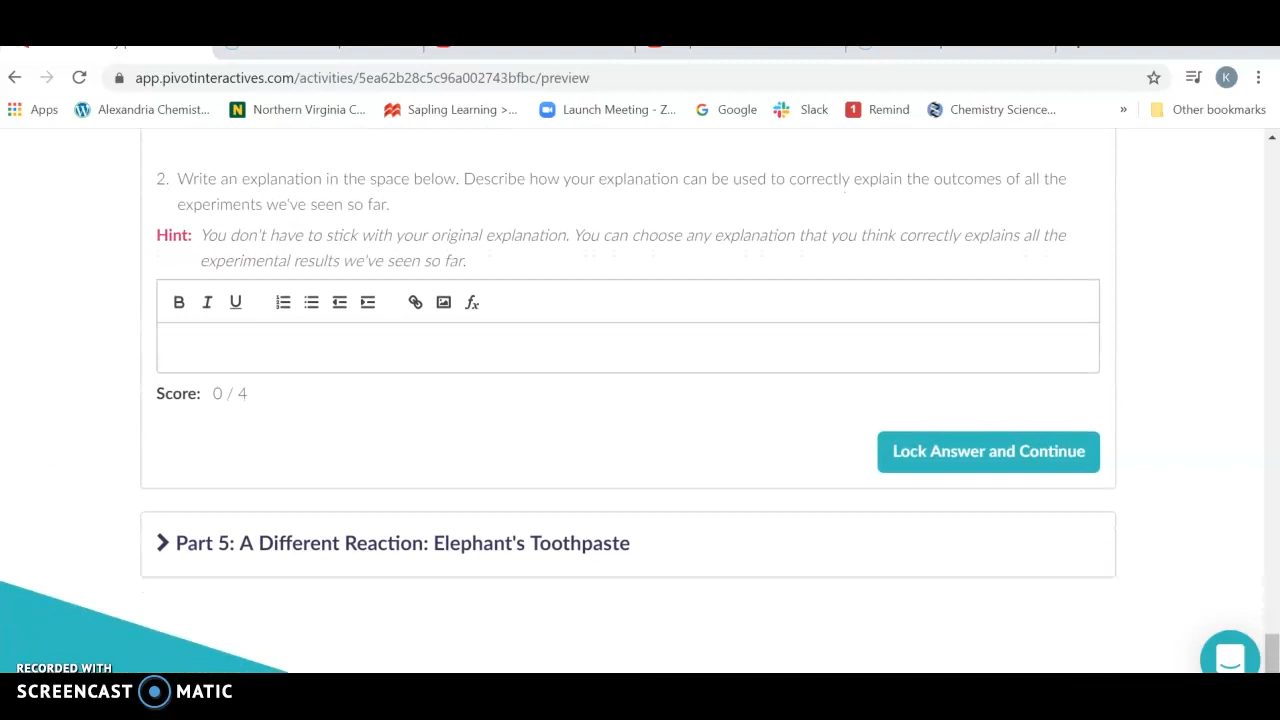 app.pivotinteractives.com/activities/5ea62b28c5c96a002743bfbc/preview
K
Apps Alexandria Chemist... N Northern Virginia C... Sapling Learning >... Launch Meeting - Z... G Google Slack 1 Remind Chemistry Science... » Other bookmarks
2. Write an explanation in the space below. Describe how your explanation can be used to correctly explain the outcomes of all the
experiments we've seen so far.
Hint: You don't have to stick with your original explanation. You can choose any explanation that you think correctly explains all the
experimental results we've seen so far.
B I U fx
Score: 0 / 4
Lock Answer and Continue
Part 5: A Different Reaction: Elephant's Toothpaste
RECORDED WITH
SCREENCAST MATIC